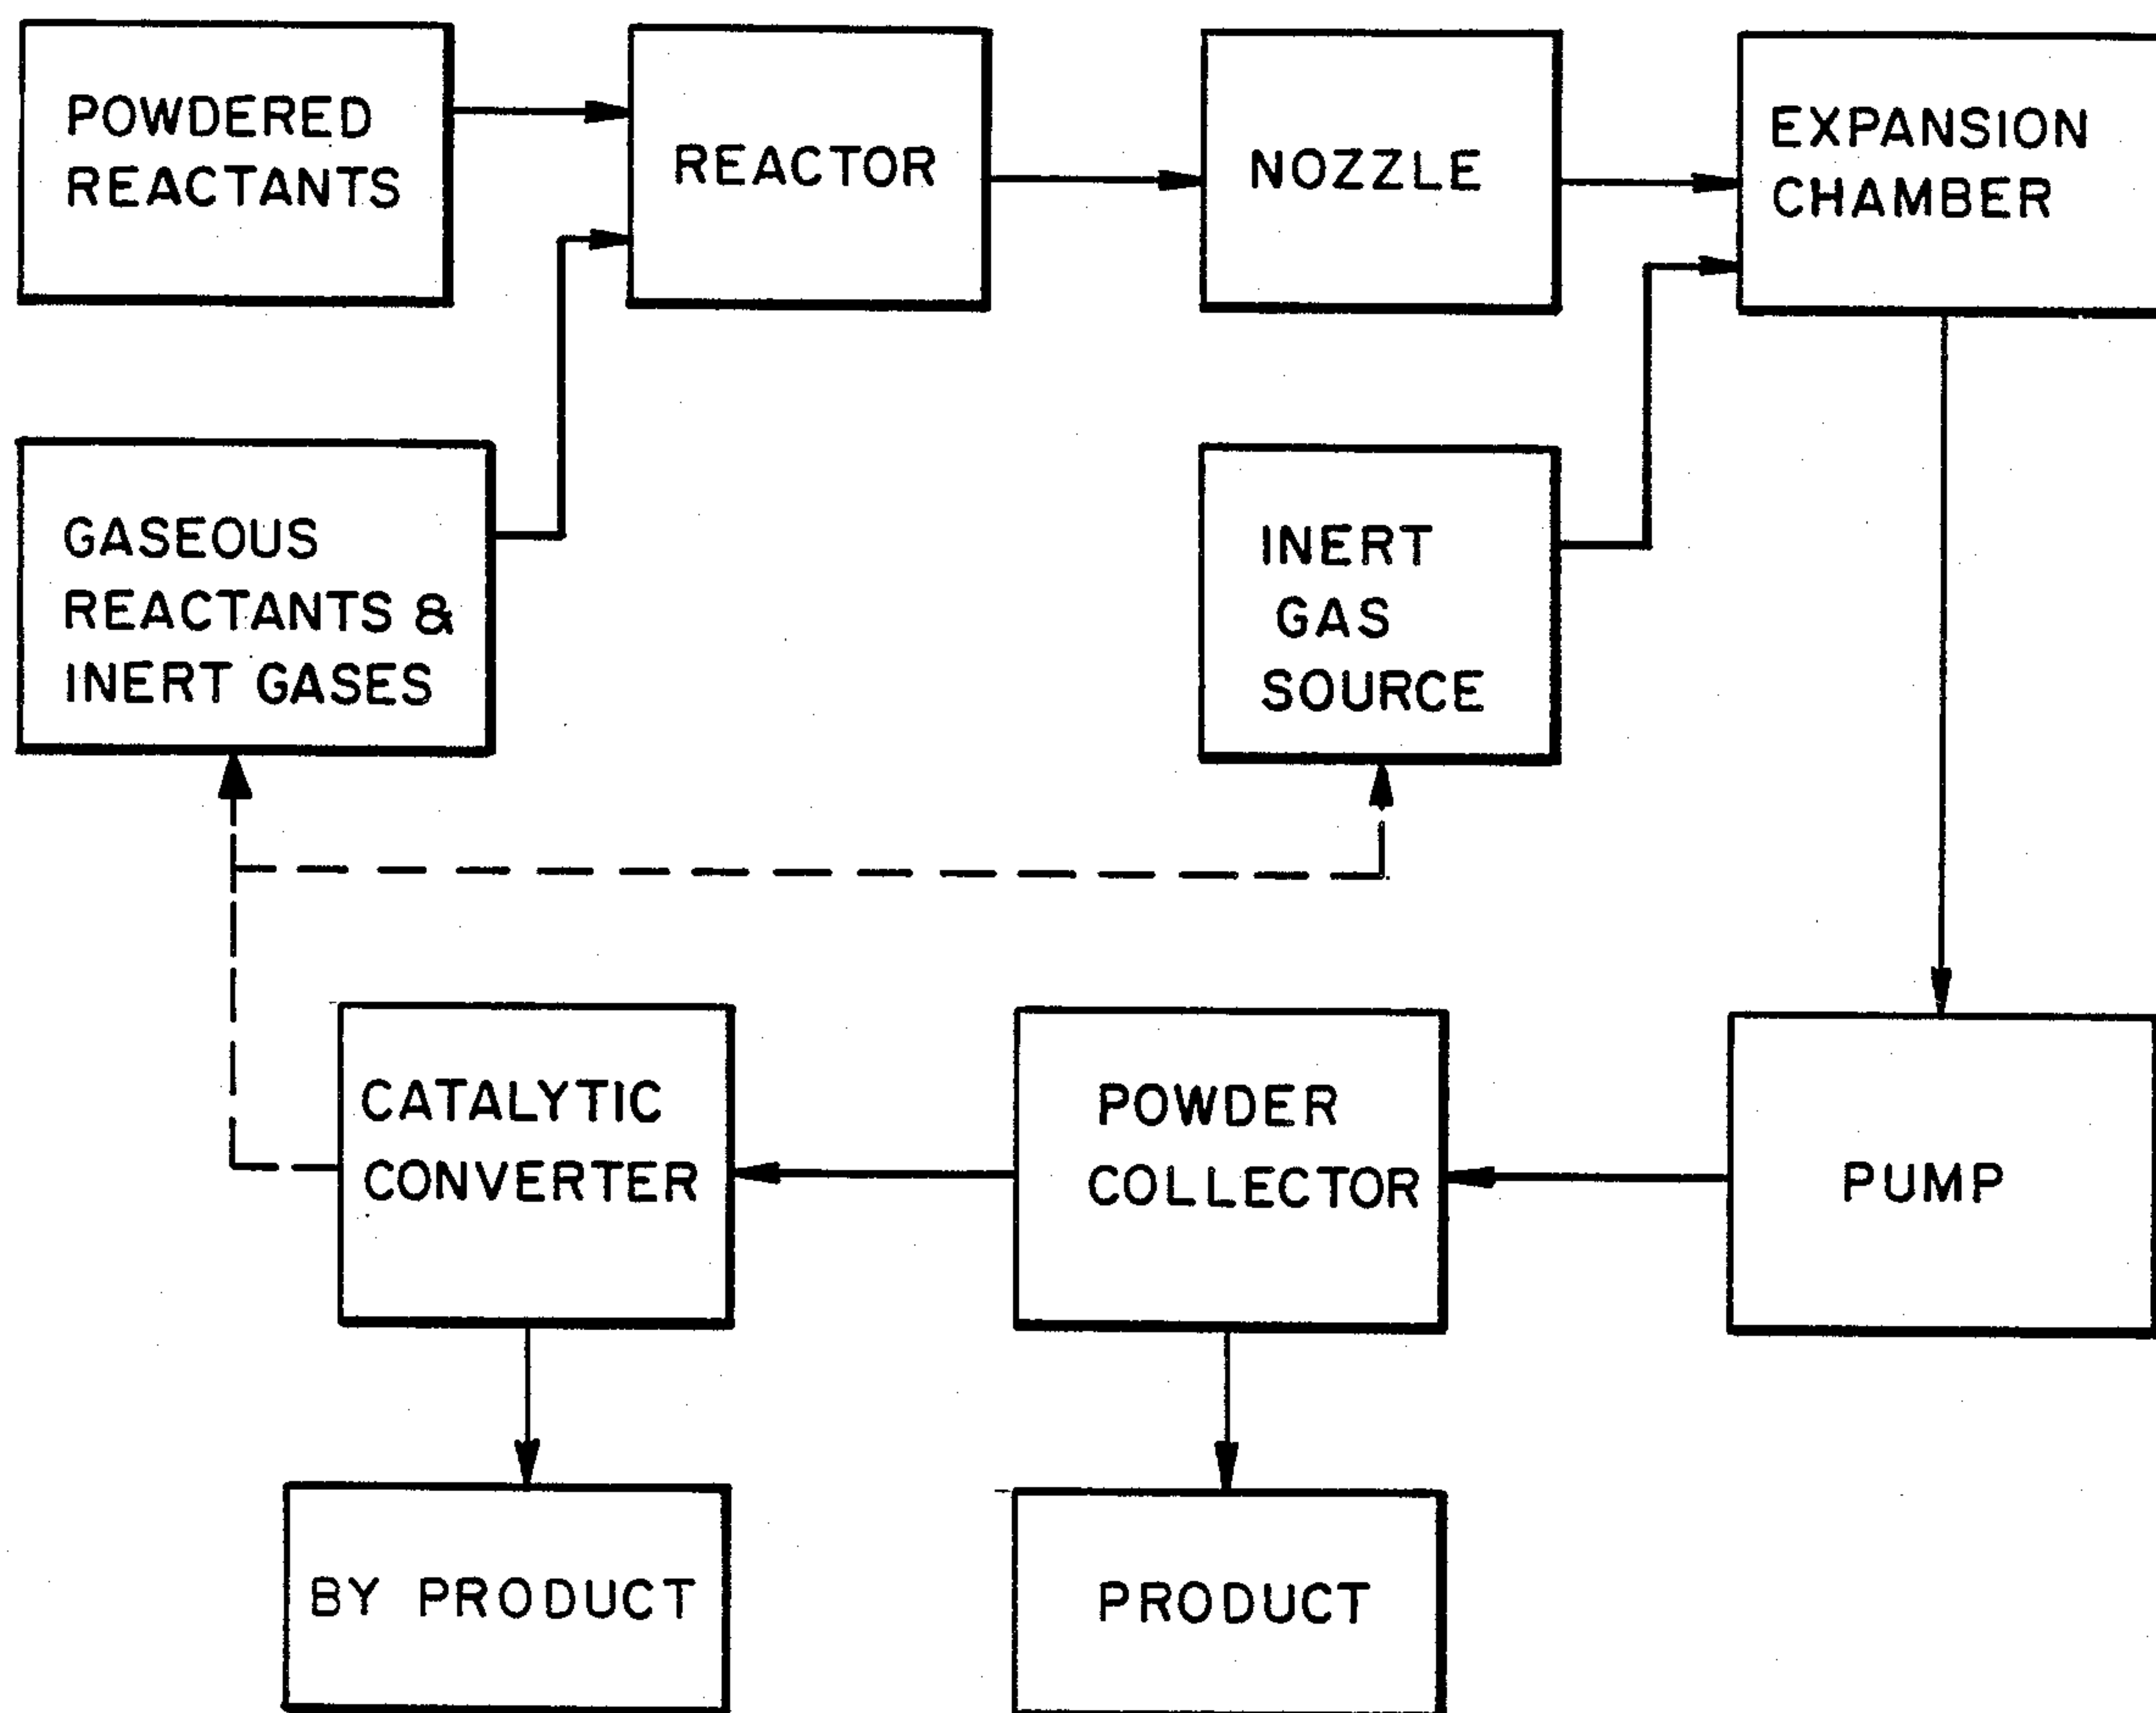 POWDERED
REACTANTS
REACTOR
NOZZLE
EXPANSION
CHAMBER
GASEOUS
REACTANTS &
INERT GASES
INERT
GAS
SOURCE
CATALYTIC
CONVERTER
POWDER
COLLECTOR
PUMP
BY PRODUCT
PRODUCT